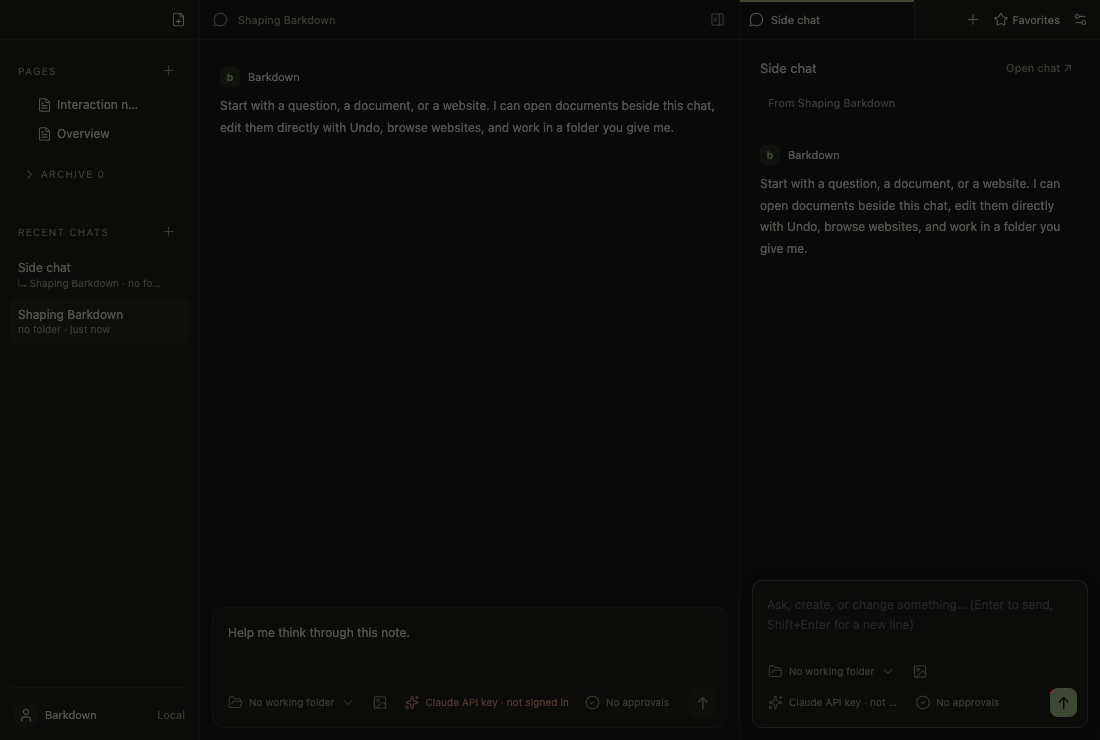 Shaping Barkdown
Side chat
Favorites
PAGES
Interaction n...
Overview
ARCHIVE 0
RECENT CHATS
Side chat
Shaping Barkdown · no fo...
Shaping Barkdown
no folder · just now
Barkdown
Local
b
Barkdown
Start with a question, a document, or a website. I can open documents beside this chat,
edit them directly with Undo, browse websites, and work in a folder you give me.
Help me think through this note.
No working folder
Claude API key · not signed in
No approvals
Side chat
Open chat ↗
From Shaping Barkdown
b
Barkdown
Start with a question, a document, or a website. I can
open documents beside this chat, edit them directly
with Undo, browse websites, and work in a folder you
give me.
Ask, create, or change something... (Enter to send,
Shift+Enter for a new line)
No working folder
Claude API key · not ...
No approvals